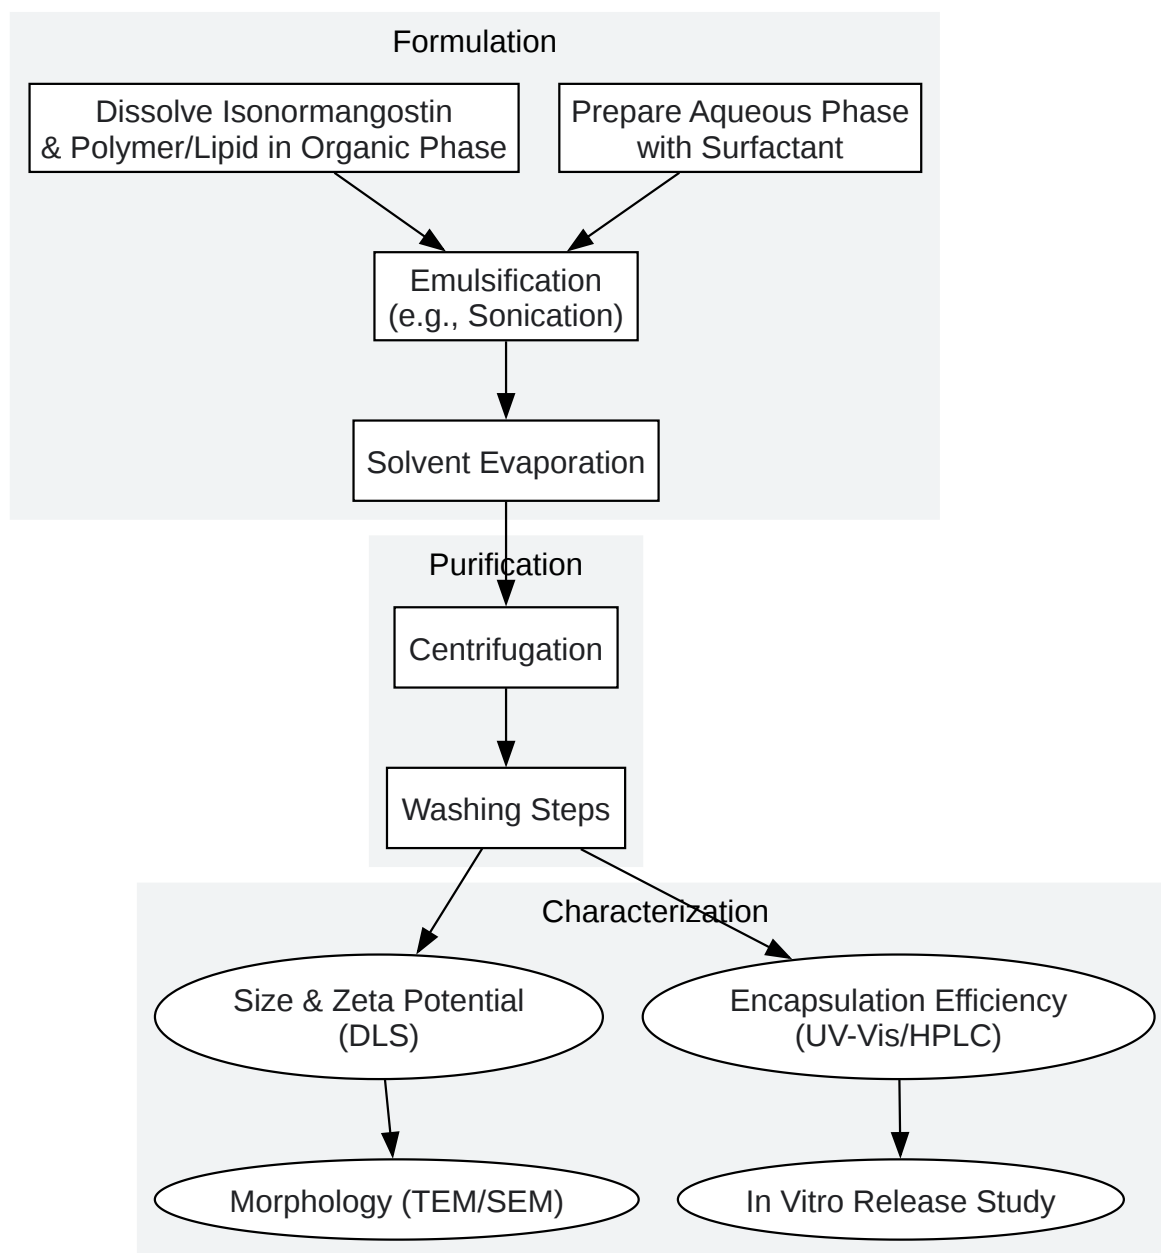 Formulation
Dissolve Isonormangostin
& Polymer/Lipid in Organic Phase
Prepare Aqueous Phase
with Surfactant
Emulsification
(e.g., Sonication)
Solvent Evaporation
Purification
Centrifugation
Washing Steps
Characterization
Size & Zeta Potential
(DLS)
Encapsulation Efficiency
(UV-Vis/HPLC)
Morphology (TEM/SEM)
In Vitro Release Study